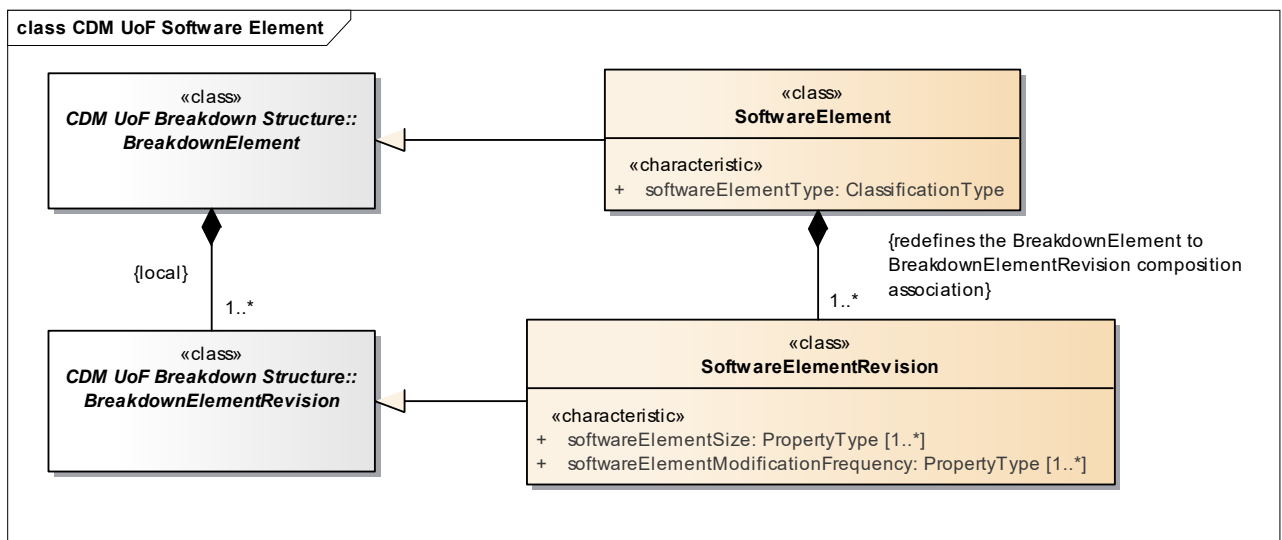 class CDM UoF Software Element
«class»
CDM UoF Breakdown Structure::
BreakdownElement
«class»
SoftwareElement
«characteristic»
+ softwareElementType: ClassificationType
{local}
1..*
{redefines the BreakdownElement to
BreakdownElementRevision composition
association}
1..*
«class»
CDM UoF Breakdown Structure::
BreakdownElementRevision
«class»
SoftwareElementRevision
«characteristic»
+ softwareElementSize: PropertyType [1..*]
+ softwareElementModificationFrequency: PropertyType [1..*]